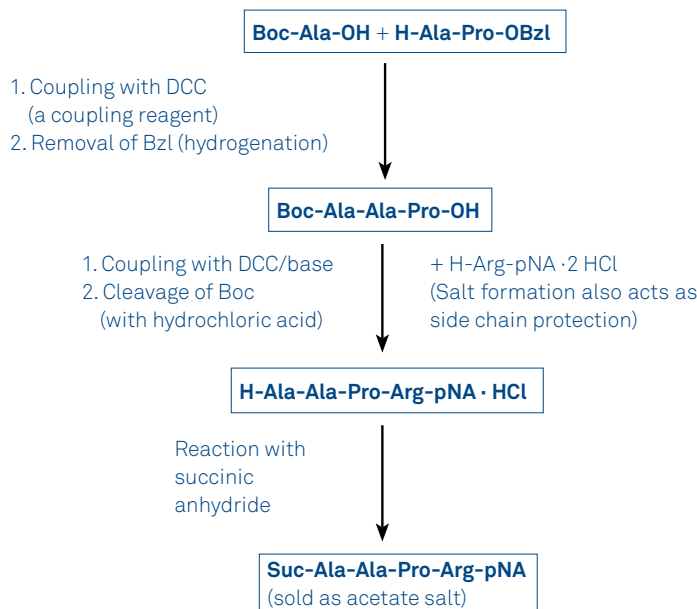 Boc-Ala-OH + H-Ala-Pro-OBzl
1. Coupling with DCC
(a coupling reagent)
2. Removal of Bzl (hydrogenation)
Boc-Ala-Ala-Pro-OH
1. Coupling with DCC/base
2. Cleavage of Boc
(with hydrochloric acid)
+ H-Arg-pNA ·2 HCl
(Salt formation also acts as
side chain protection)
H-Ala-Ala-Pro-Arg-pNA · HCl
Reaction with
succinic
anhydride
Suc-Ala-Ala-Pro-Arg-pNA
(sold as acetate salt)